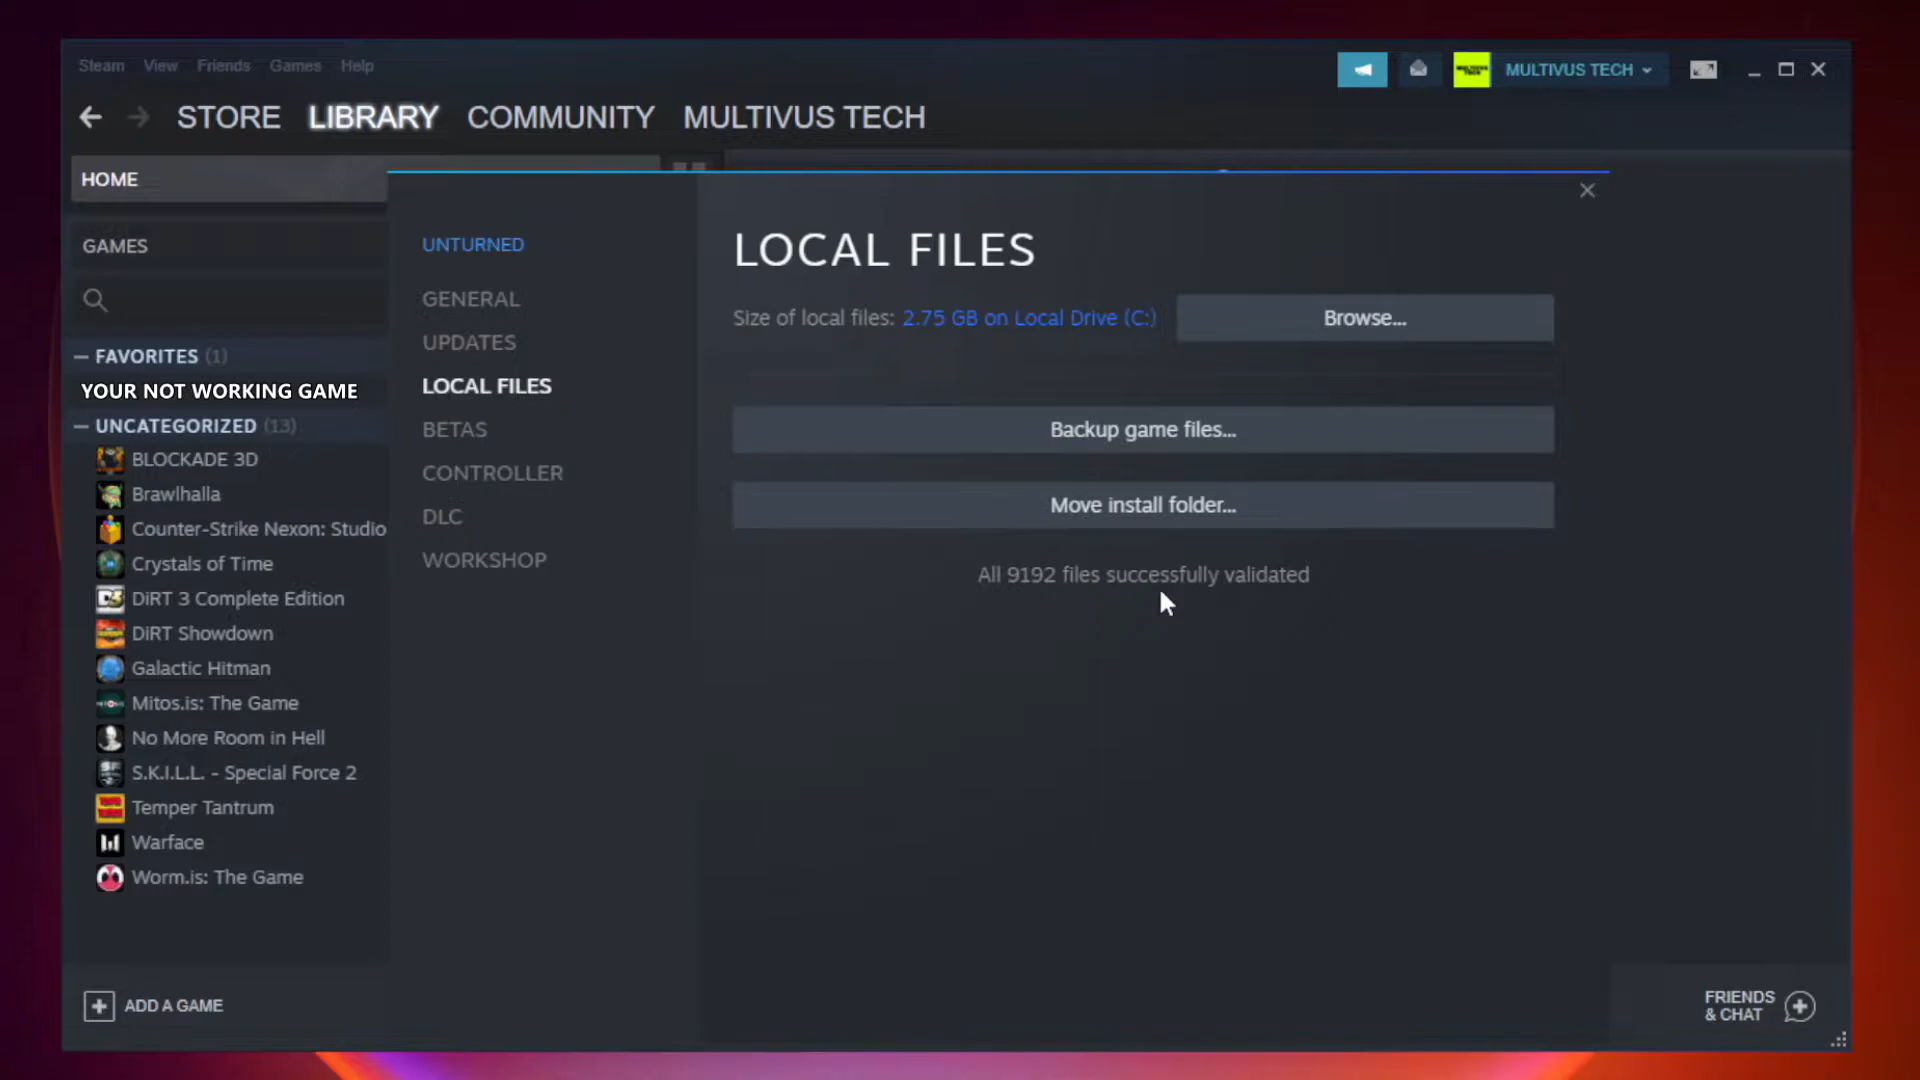 Steam View Friends Games Help
MULTIVUS TECH
STORE LIBRARY COMMUNITY MULTIVUS TECH
HOME
GAMES
— FAVORITES (1)
YOUR NOT WORKING GAME
— UNCATEGORIZED (13)
BLOCKADE 3D
Brawlhalla
Counter-Strike Nexon: Studio
Crystals of Time
DiRT 3 Complete Edition
DiRT Showdown
Galactic Hitman
Mitos.is: The Game
No More Room in Hell
S.K.I.L.L. - Special Force 2
Temper Tantrum
Warface
Worm.is: The Game
ADD A GAME
UNTURNED
GENERAL
UPDATES
LOCAL FILES
BETAS
CONTROLLER
DLC
WORKSHOP
LOCAL FILES
Size of local files: 2.75 GB on Local Drive (C:)
Browse...
Backup game files...
Move install folder...
All 9192 files successfully validated
FRIENDS
& CHAT